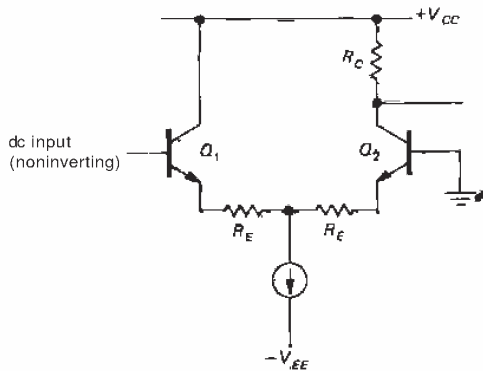 +V_CC
R_C
dc input
(noninverting)
Q_1
Q_2
R_E
R_E
−V_EE